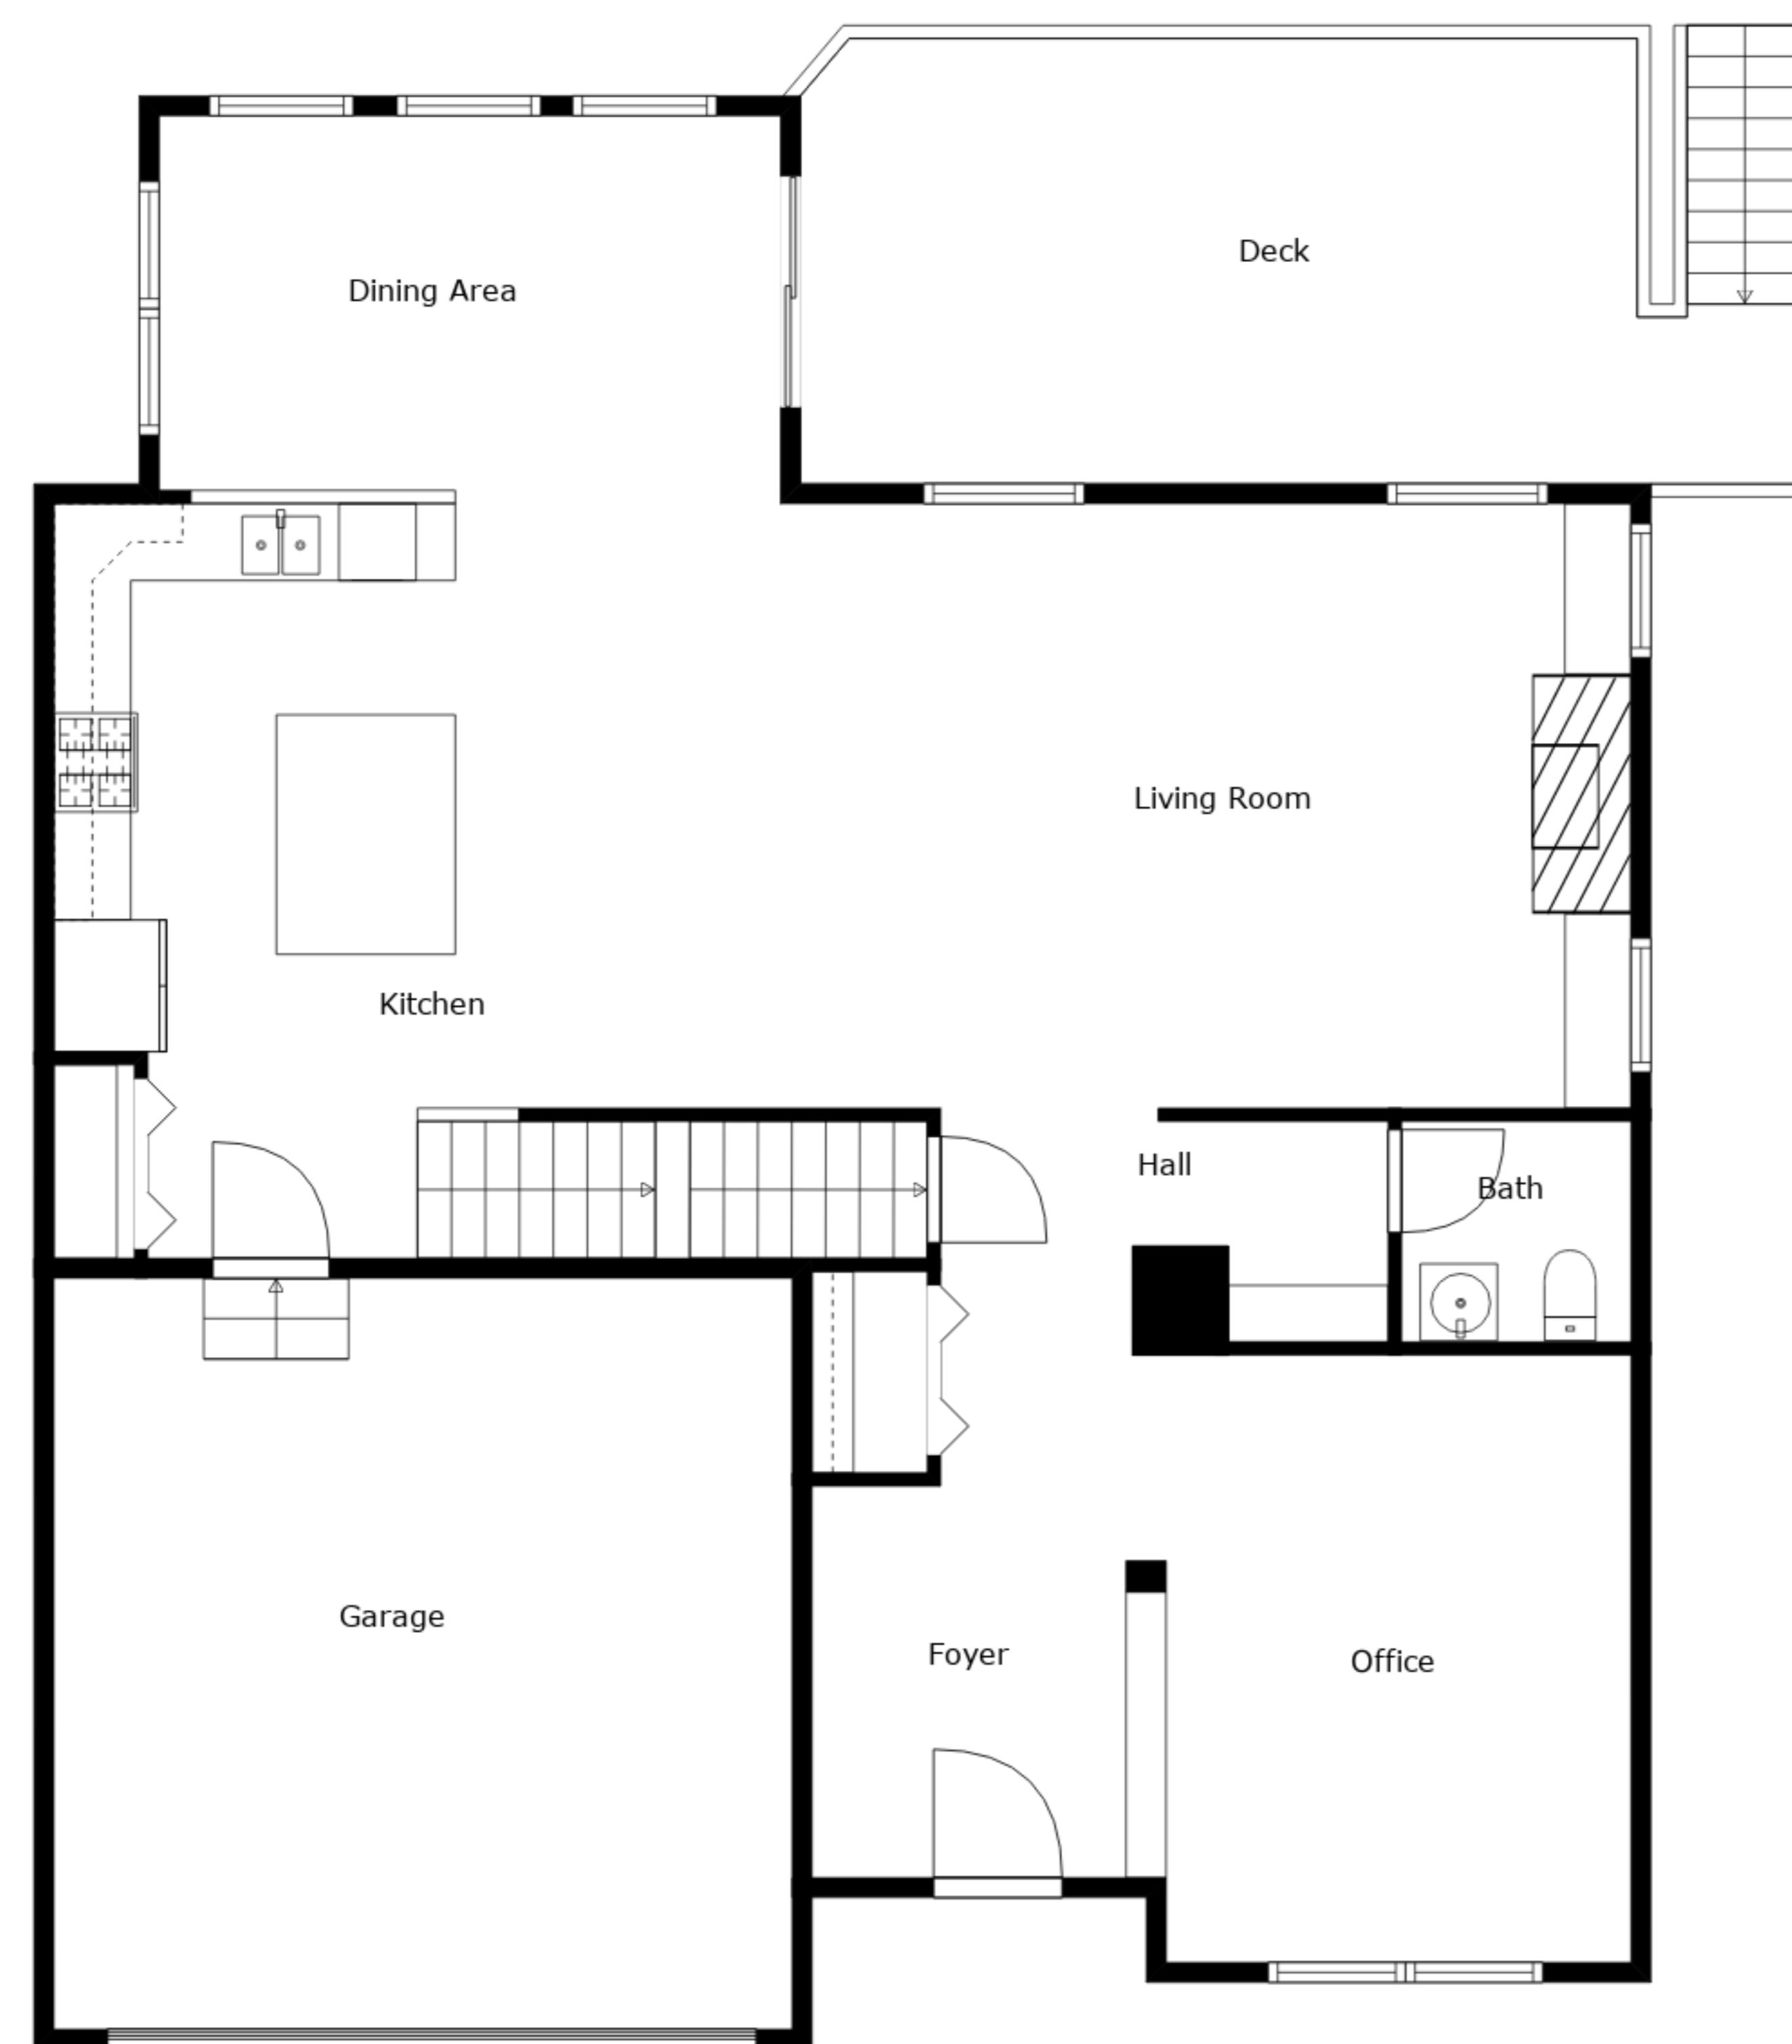 Deck
Dining Area
Living Room
Kitchen
Hall
Bath
Garage
Foyer
Office